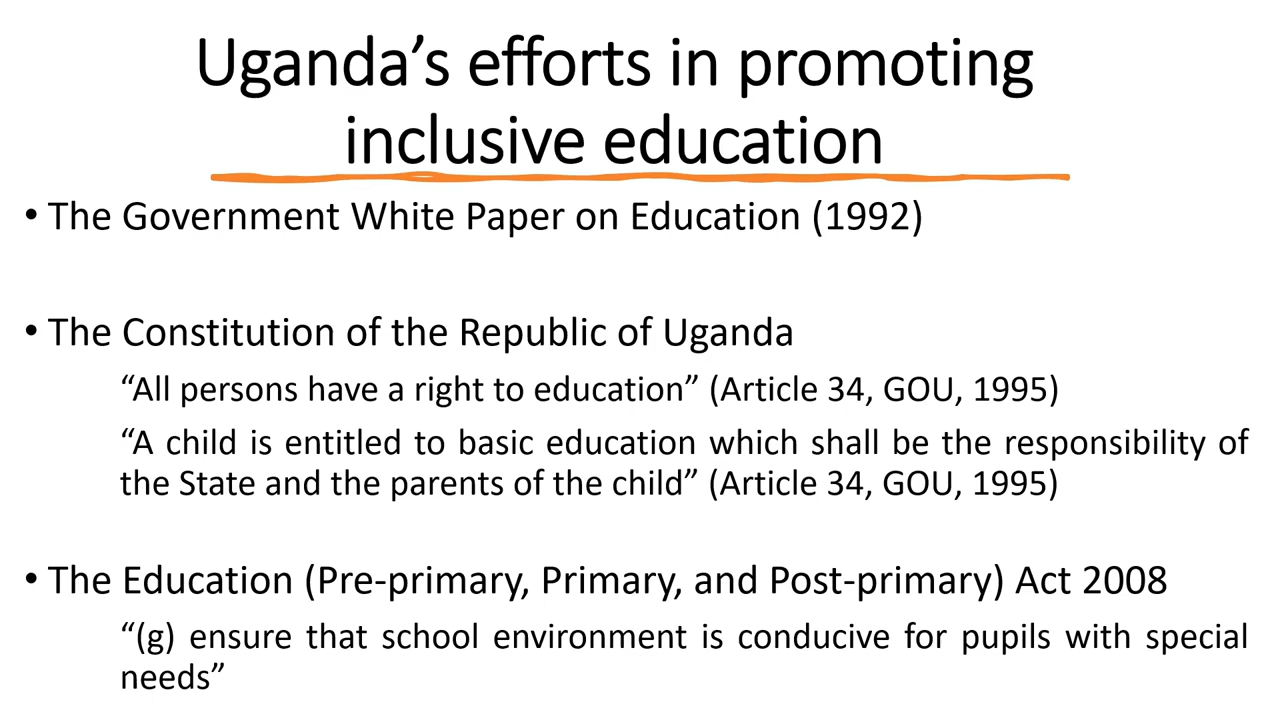 Uganda’s efforts in promoting
inclusive education
• The Government White Paper on Education (1992)
• The Constitution of the Republic of Uganda
“All persons have a right to education” (Article 34, GOU, 1995)
“A child is entitled to basic education which shall be the responsibility of
the State and the parents of the child” (Article 34, GOU, 1995)
• The Education (Pre-primary, Primary, and Post-primary) Act 2008
“(g) ensure that school environment is conducive for pupils with special
needs”